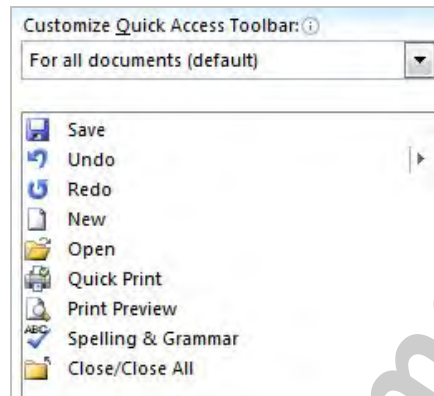 Customize Quick Access Toolbar:
For all documents (default)
Save
Undo
Redo
New
Open
Quick Print
Print Preview
ABC
Spelling & Grammar
Close/Close All